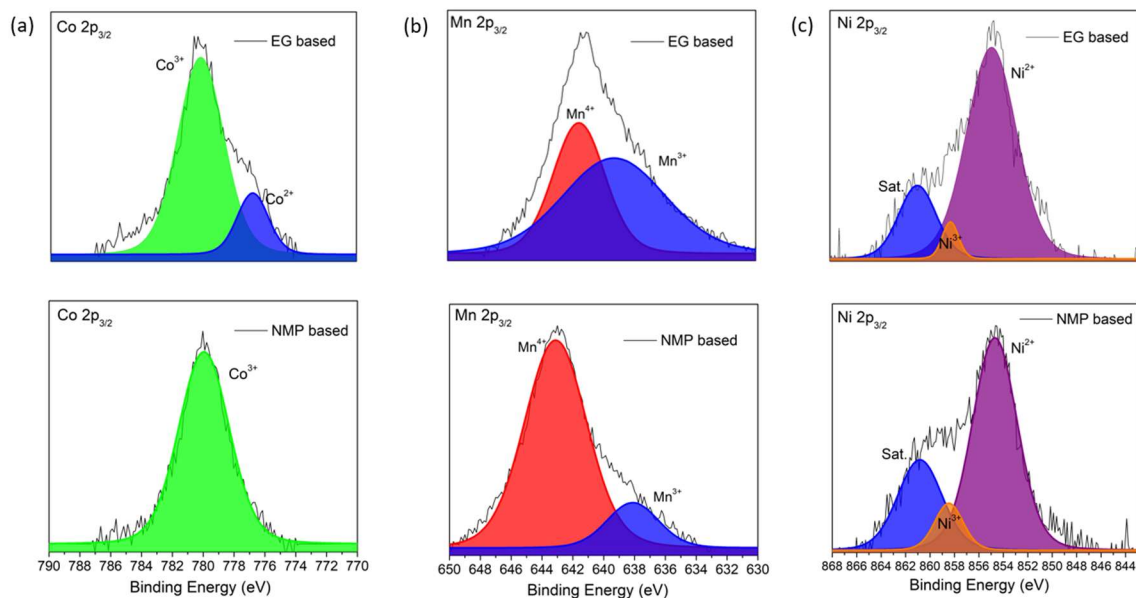 (a)
Co 2p3/2
EG based
Co3+
Co2+
Co 2p3/2
NMP based
Co3+
790 788 786 784 782 780 778 776 774 772 770
Binding Energy (eV)
(b)
Mn 2p3/2
EG based
Mn4+
Mn3+
Mn 2p3/2
NMP based
Mn4+
Mn3+
650 648 646 644 642 640 638 636 634 632 630
Binding Energy (eV)
(c)
Ni 2p3/2
EG based
Ni2+
Sat.
Ni3+
Ni 2p3/2
NMP based
Ni2+
Sat.
Ni3+
868 866 864 862 860 858 856 854 852 850 848 846 844
Binding Energy (eV)